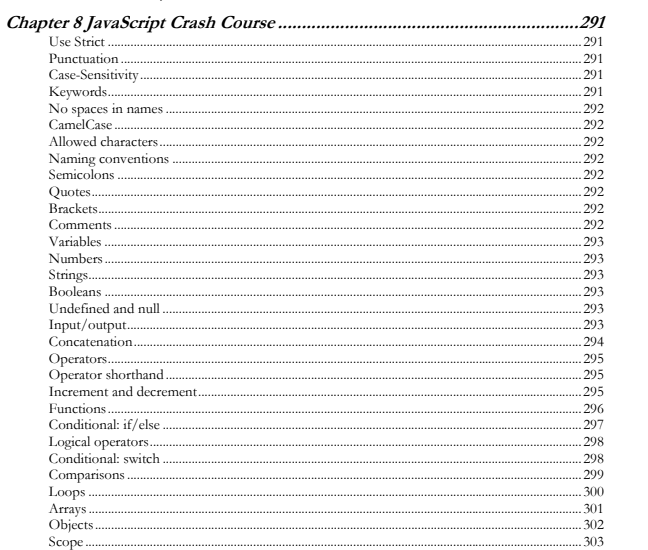 Chapter 8 JavaScript Crash Course ........................................................291
Use Strict ........................................................291
Punctuation ........................................................291
Case-Sensitivity ........................................................291
Keywords ........................................................291
No spaces in names ........................................................292
CamelCase ........................................................292
Allowed characters ........................................................292
Naming conventions ........................................................292
Semicolons ........................................................292
Quotes ........................................................292
Brackets ........................................................292
Comments ........................................................292
Variables ........................................................293
Numbers ........................................................293
Strings ........................................................293
Booleans ........................................................293
Undefined and null ........................................................293
Input/output ........................................................293
Concatenation ........................................................294
Operators ........................................................295
Operator shorthand ........................................................295
Increment and decrement ........................................................295
Functions ........................................................296
Conditional: if/else ........................................................297
Logical operators ........................................................298
Conditional: switch ........................................................298
Comparisons ........................................................299
Loops ........................................................300
Arrays ........................................................301
Objects ........................................................302
Scope ........................................................303